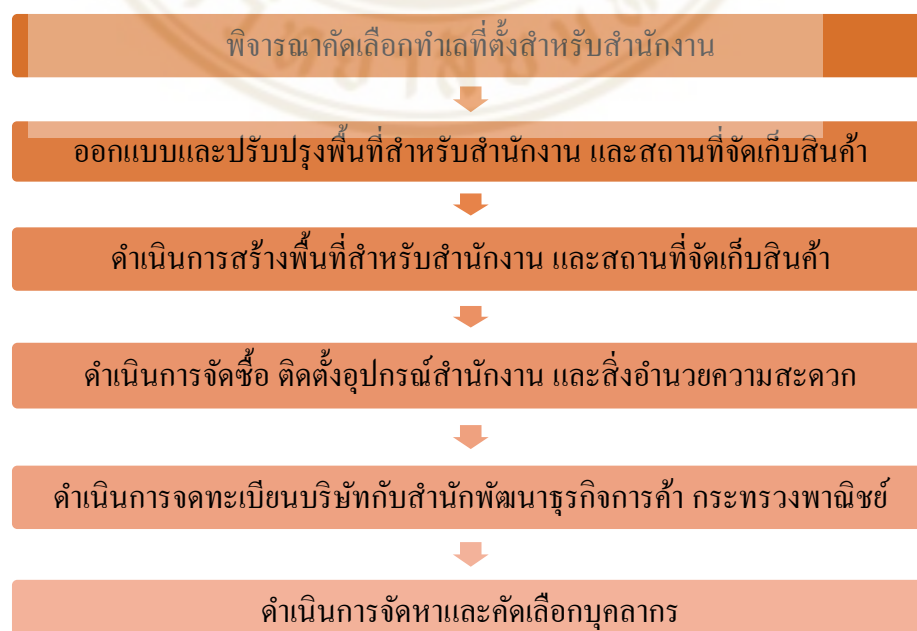 พิจารณาคัดเลือกทำเลที่ตั้งสำหรับสำนักงาน
ออกแบบและปรับปรุงพื้นที่สำหรับสำนักงาน และสถานที่จัดเก็บสินค้า
ดำเนินการสร้างพื้นที่สำหรับสำนักงาน และสถานที่จัดเก็บสินค้า
ดำเนินการจัดซื้อ ติดตั้งอุปกรณ์สำนักงาน และสิ่งอำนวยความสะดวก
ดำเนินการจดทะเบียนบริษัทกับสำนักพัฒนาธุรกิจการค้า กระทรวงพาณิชย์
ดำเนินการจัดหาและคัดเลือกบุคลากร